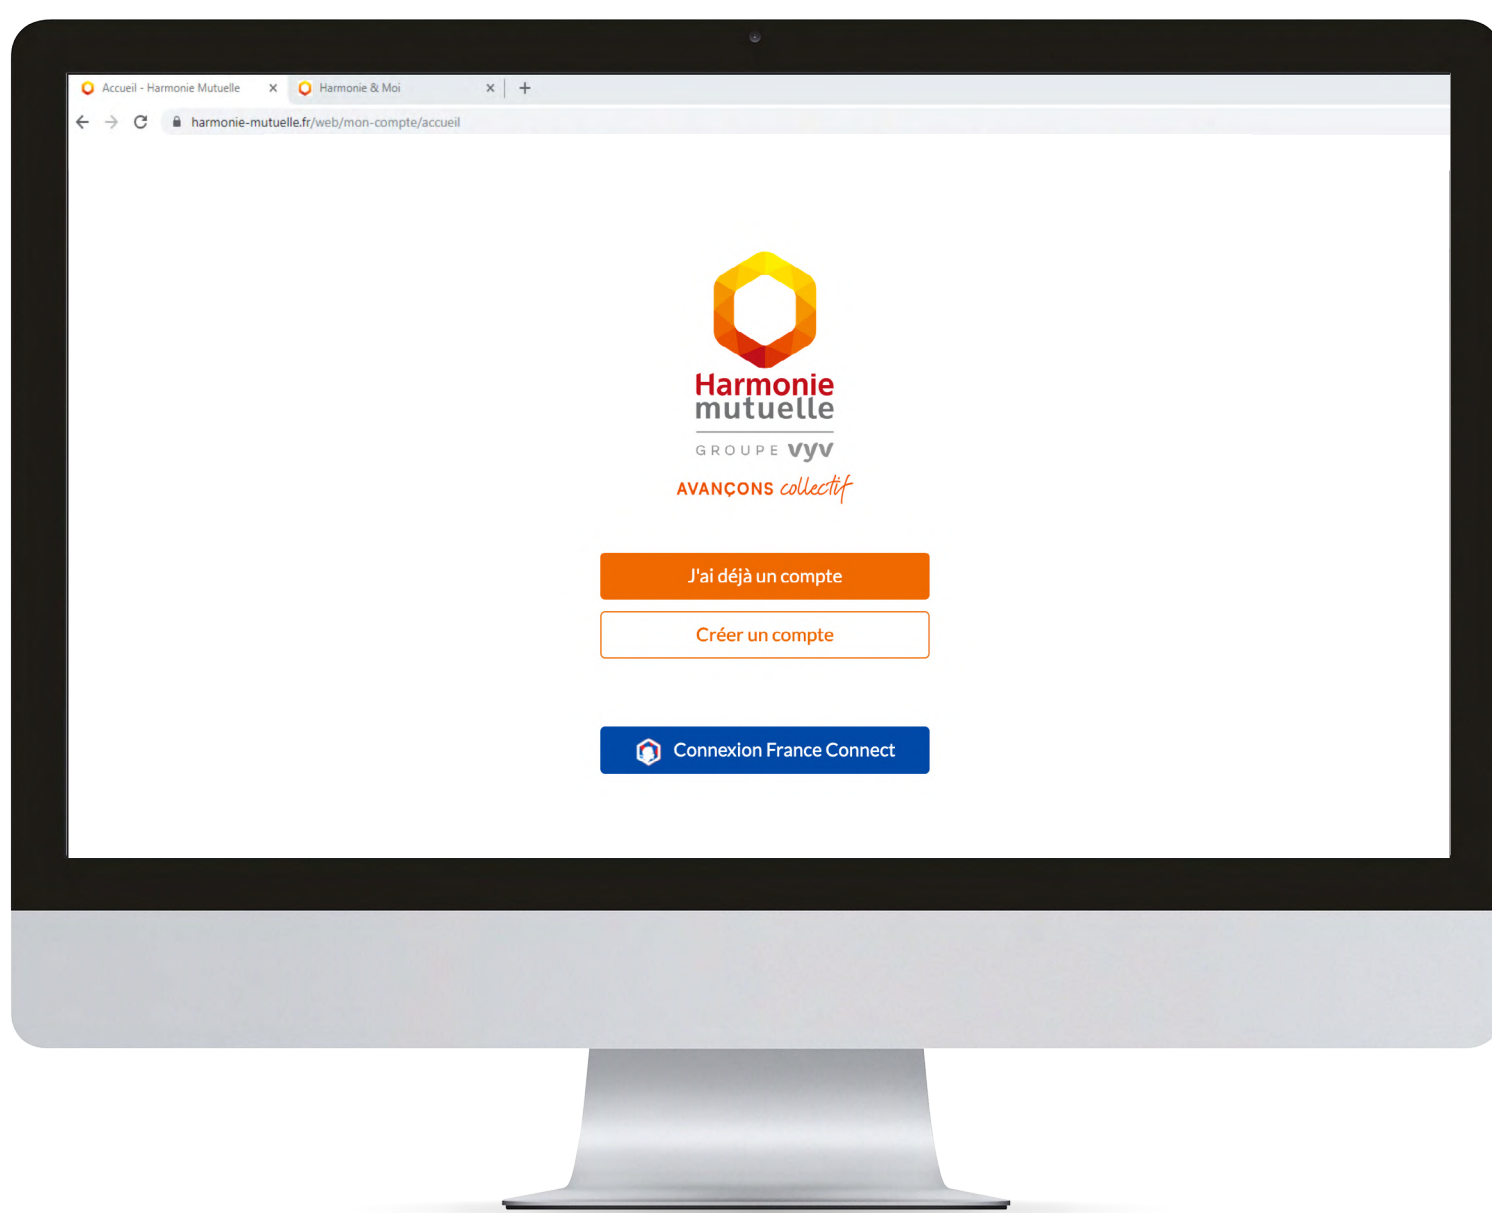 Accueil - Harmonie Mutuelle
Harmonie & Moi
harmonie-mutuelle.fr/web/mon-compte/accueil
Harmonie
mutuelle
GROUPE vyv
AVANÇONS collectif
J'ai déjà un compte
Créer un compte
Connexion France Connect